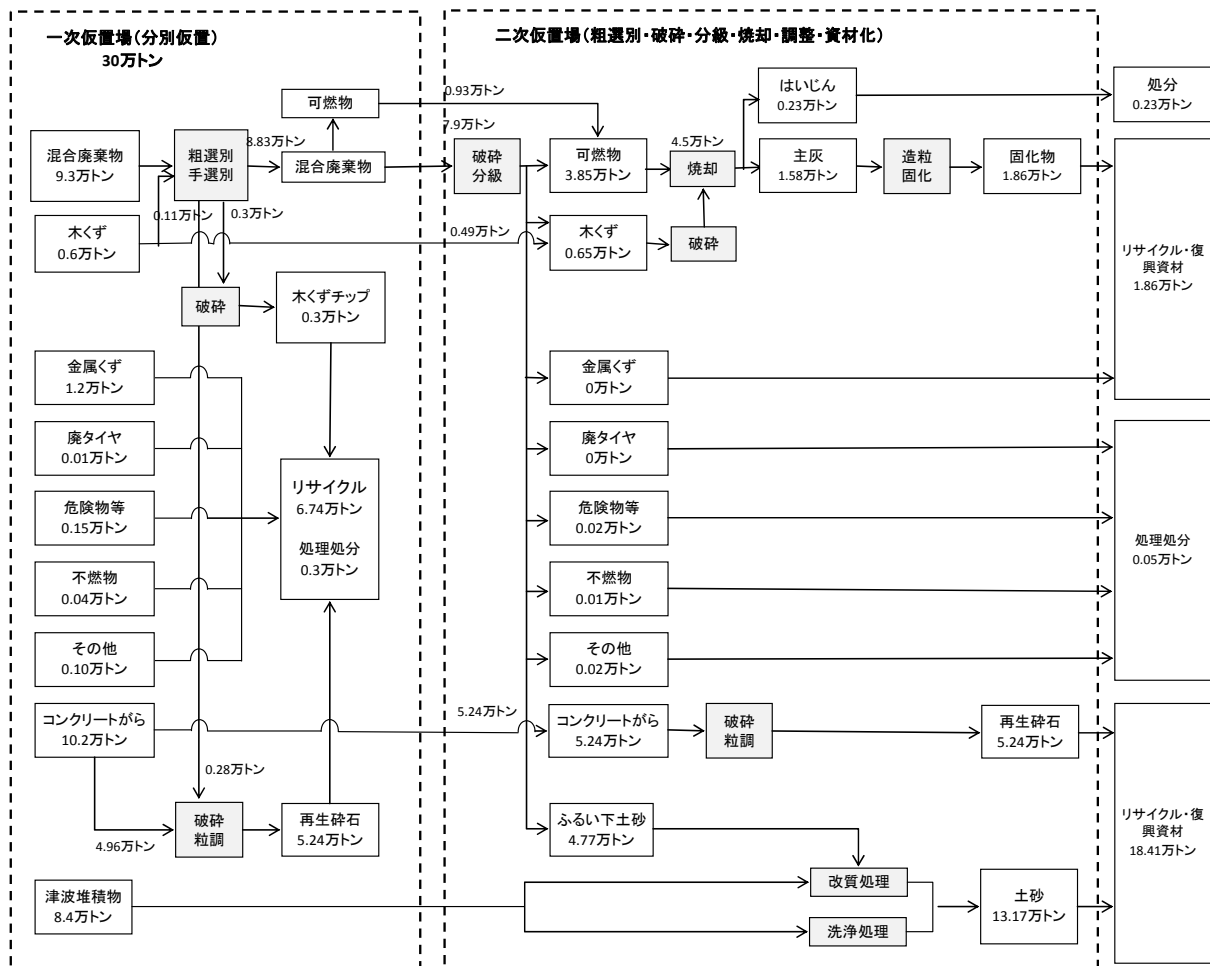 一次仮置場(分別仮置)
30万トン
二次仮置場(粗選別・破砕・分級・焼却・調整・資材化)
混合廃棄物
9.3万トン
粗選別
手選別
8.83万トン
可燃物
混合廃棄物
0.93万トン
7.9万トン
破砕
分級
可燃物
3.85万トン
4.5万トン
焼却
はいじん
0.23万トン
処分
0.23万トン
主灰
1.58万トン
造粒
固化
固化物
1.86万トン
木くず
0.6万トン
0.11万トン
0.3万トン
0.49万トン
木くず
0.65万トン
破砕
リサイクル・復
興資材
1.86万トン
破砕
木くずチップ
0.3万トン
金属くず
1.2万トン
金属くず
0万トン
廃タイヤ
0.01万トン
廃タイヤ
0万トン
危険物等
0.15万トン
リサイクル
6.74万トン
処理処分
0.3万トン
危険物等
0.02万トン
処理処分
0.05万トン
不燃物
0.04万トン
不燃物
0.01万トン
その他
0.10万トン
その他
0.02万トン
コンクリートがら
10.2万トン
5.24万トン
コンクリートがら
5.24万トン
破砕
粒調
再生砕石
5.24万トン
0.28万トン
4.96万トン
破砕
粒調
再生砕石
5.24万トン
ふるい下土砂
4.77万トン
リサイクル・復
興資材
18.41万トン
津波堆積物
8.4万トン
改質処理
洗浄処理
土砂
13.17万トン